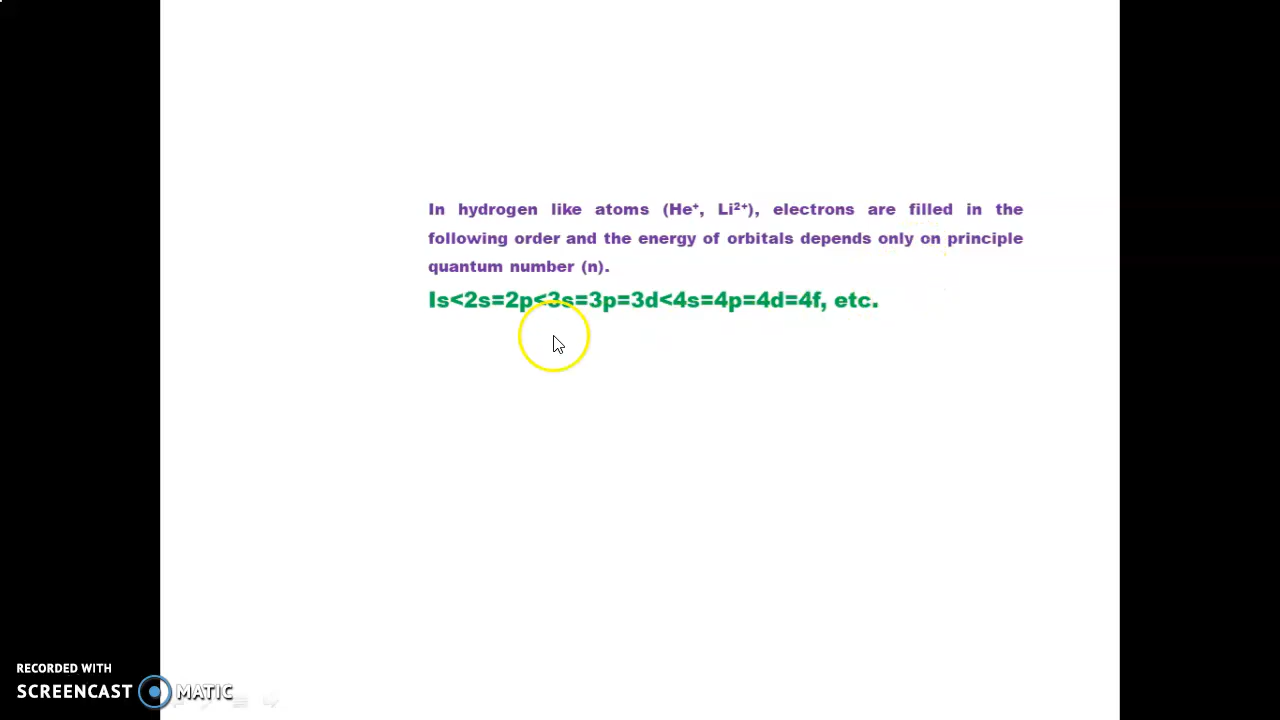 In hydrogen like atoms (He⁺, Li²⁺), electrons are filled in the
following order and the energy of orbitals depends only on principle
quantum number (n).
Is<2s=2p<3s=3p=3d<4s=4p=4d=4f, etc.
RECORDED WITH
SCREENCAST MATIC